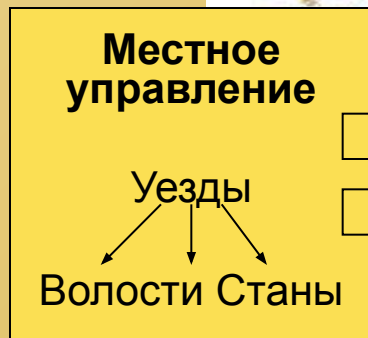 Местное
управление
Уезды
Волости Станы